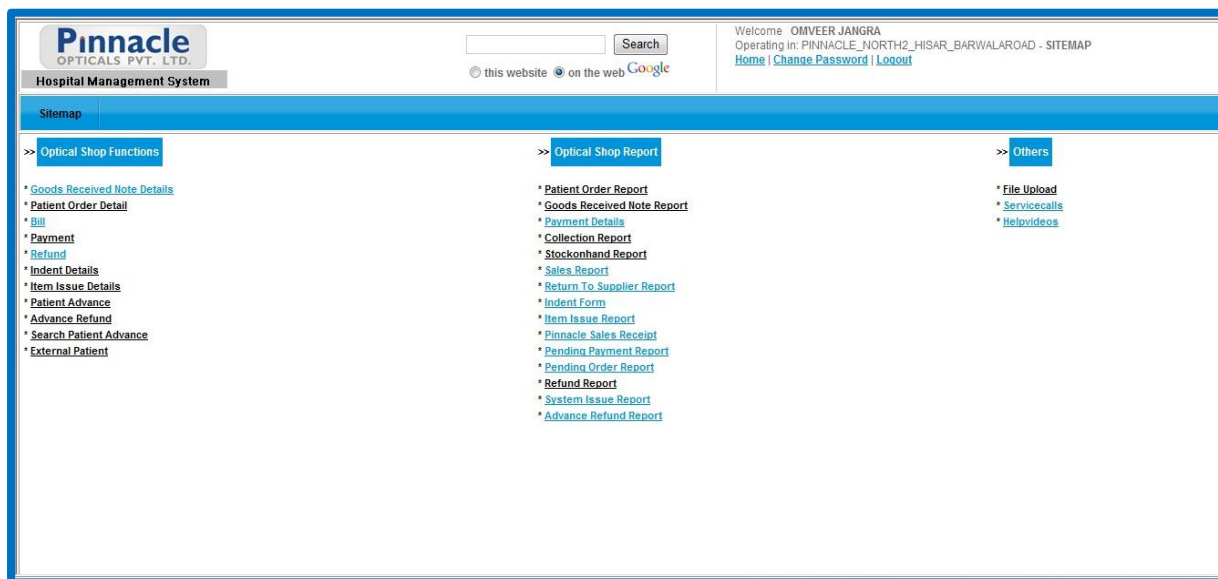 Pinnacle
OPTICALS PVT. LTD.
Hospital Management System
Search
this website on the web Google
Welcome OMVEER JANGRA
Operating in: PINNACLE_NORTH2_HISAR_BARWALAROAD - SITEMAP
Home | Change Password | Logout
Sitemap
>> Optical Shop Functions
* Goods Received Note Details
* Patient Order Detail
* Bill
* Payment
* Refund
* Indent Details
* Item Issue Details
* Patient Advance
* Advance Refund
* Search Patient Advance
* External Patient
>> Optical Shop Report
* Patient Order Report
* Goods Received Note Report
* Payment Details
* Collection Report
* Stockonhand Report
* Sales Report
* Return To Supplier Report
* Indent Form
* Item Issue Report
* Pinnacle Sales Receipt
* Pending Payment Report
* Pending Order Report
* Refund Report
* System Issue Report
* Advance Refund Report
>> Others
* File Upload
* Servicecalls
* Helpvideos